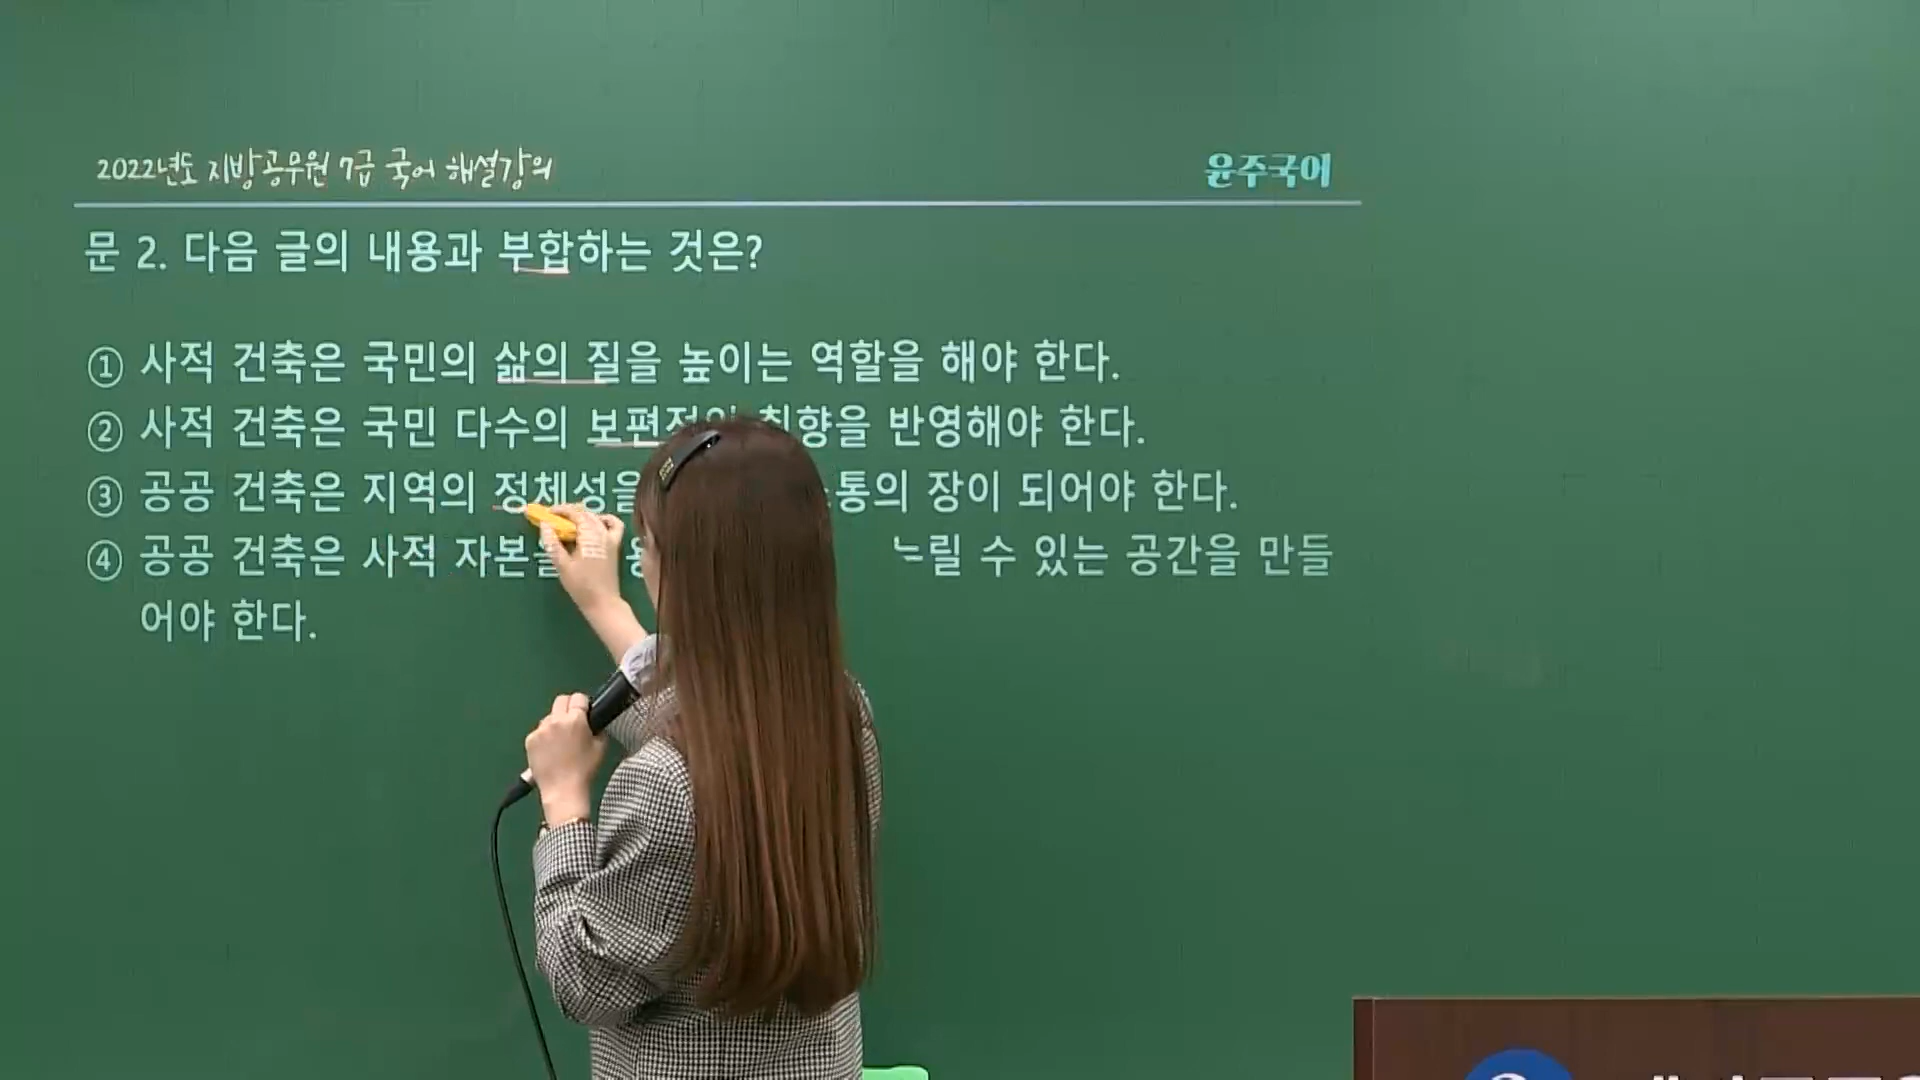 2022년도 지방공무원 7급 국어 해설강의
윤주국어
문 2. 다음 글의 내용과 부합하는 것은?
① 사적 건축은 국민의 삶의 질을 높이는 역할을 해야 한다.
② 사적 건축은 국민 다수의 보편적인 취향을 반영해야 한다.
③ 공공 건축은 지역의 정체성을 장이 되어야 한다.
④ 공공 건축은 사적 자본을 수 있는 공간을 만들
어야 한다.